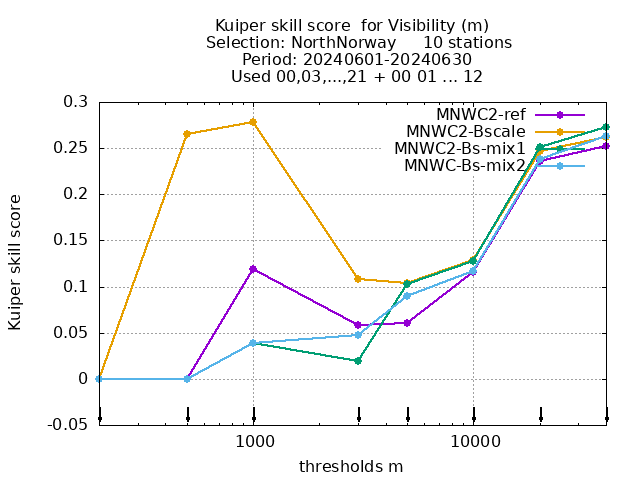 Kuiper skill score  for Visibility (m)
Selection: NorthNorway     10 stations
Period: 20240601-20240630
Used 00,03,...,21 + 00 01 ... 12
MNWC2-ref
MNWC2-Bscale
MNWC2-Bs-mix1
MNWC-Bs-mix2
0.3
0.25
0.2
0.15
0.1
0.05
0
-0.05
Kuiper skill score
1000 10000
thresholds m